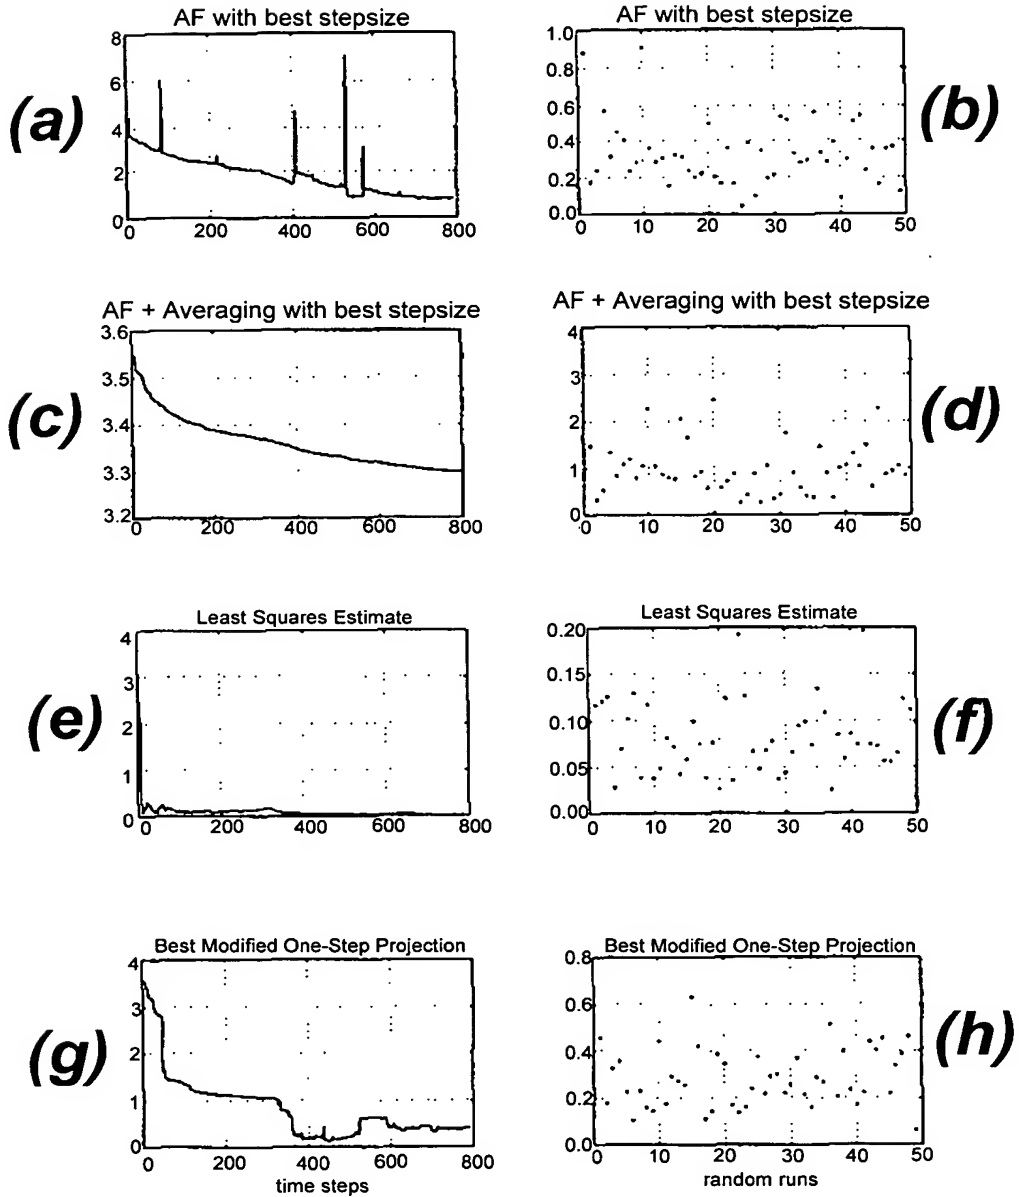 AF with best stepsize
(a)
8
6
4
2
0
0 200 400 600 800
AF with best stepsize
(b)
1.0
0.8
0.6
0.4
0.2
0.0
0 10 20 30 40 50
AF + Averaging with best stepsize
(c)
3.6
3.5
3.4
3.3
3.2
0 200 400 600 800
AF + Averaging with best stepsize
(d)
4
3
2
1
0
0 10 20 30 40 50
Least Squares Estimate
(e)
4
3
2
1
0
0 200 400 600 800
Least Squares Estimate
(f)
0.20
0.15
0.10
0.05
0.00
0 10 20 30 40 50
Best Modified One-Step Projection
(g)
4
3
2
1
0
0 200 400 600 800
time steps
Best Modified One-Step Projection
(h)
0.8
0.6
0.4
0.2
0.0
0 10 20 30 40 50
random runs